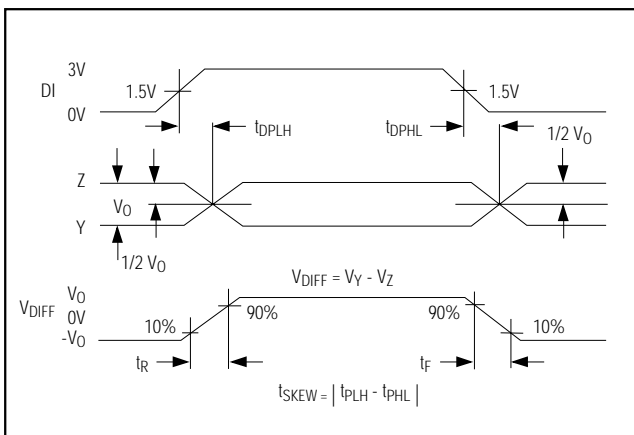 3V
DI
1.5V
1.5V
0V
tDPLH
tDPHL
1/2 VO
Z
VO
Y
1/2 VO
VDIFF = VY - VZ
VO
VDIFF
0V
-VO
10%
90%
90%
10%
tR
tF
tSKEW = | tPLH - tPHL |